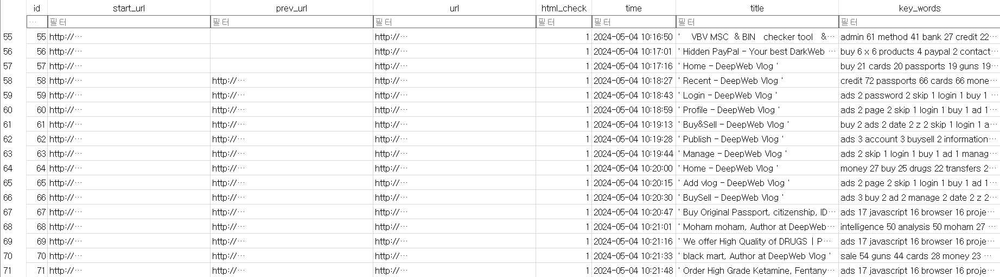 id start_url prev_url url html_check time title key_words
… 필터 필터 필터 필터 필터 필터 필터
55 55 http://… http://… 1 2024-05-04 10:16:50 ' VBV MSC & BIN checker tool &… admin 61 method 41 bank 27 credit 22…
56 56 http://… http://… 1 2024-05-04 10:17:01 ' Hidden PayPal - Your best DarkWeb … buy 6 x 6 products 4 paypal 2 contact…
57 57 http://… http://… 1 2024-05-04 10:17:16 ' Home - DeepWeb Vlog ' buy 21 cards 20 passports 19 guns 19…
58 58 http://… http://… http://… 1 2024-05-04 10:18:27 ' Recent - DeepWeb Vlog ' credit 72 passports 66 cards 66 mone…
59 59 http://… http://… http://… 1 2024-05-04 10:18:43 ' Login - DeepWeb Vlog ' ads 2 password 2 skip 1 login 1 buy 1 …
60 60 http://… http://… http://… 1 2024-05-04 10:18:59 ' Profile - DeepWeb Vlog ' ads 2 page 2 skip 1 login 1 buy 1 ad 1…
61 61 http://… http://… http://… 1 2024-05-04 10:19:13 ' Buy&Sell - DeepWeb Vlog ' buy 2 ads 2 date 2 z 2 skip 1 login 1 a…
62 62 http://… http://… http://… 1 2024-05-04 10:19:28 ' Publish - DeepWeb Vlog ' ads 3 account 3 buysell 2 information…
63 63 http://… http://… http://… 1 2024-05-04 10:19:44 ' Manage - DeepWeb Vlog ' ads 2 skip 1 login 1 buy 1 ad 1 manag…
64 64 http://… http://… http://… 1 2024-05-04 10:20:00 ' Home - DeepWeb Vlog ' money 27 buy 25 drugs 22 transfers 2…
65 65 http://… http://… http://… 1 2024-05-04 10:20:15 ' Add vlog - DeepWeb Vlog ' ads 2 page 2 skip 1 login 1 buy 1 ad 1…
66 66 http://… http://… http://… 1 2024-05-04 10:20:30 ' BuySell - DeepWeb Vlog ' ads 3 buy 2 ad 2 manage 2 date 2 z 2…
67 67 http://… http://… http://… 1 2024-05-04 10:20:47 ' Buy Original Passport, citizenship, ID… ads 17 javascript 16 browser 16 proje…
68 68 http://… http://… http://… 1 2024-05-04 10:21:01 ' Moham moham, Author at DeepWeb… intelligence 50 analysis 50 moham 27 …
69 69 http://… http://… http://… 1 2024-05-04 10:21:16 ' We offer High Quality of DRUGS | P… ads 17 javascript 16 browser 16 proje…
70 70 http://… http://… http://… 1 2024-05-04 10:21:33 ' black mart, Author at DeepWeb Vlog ' sale 54 guns 44 cards 28 money 23 …
71 71 http://… http://… http://… 1 2024-05-04 10:21:48 ' Order High Grade Ketamine, Fentany… ads 17 javascript 16 browser 16 proje…